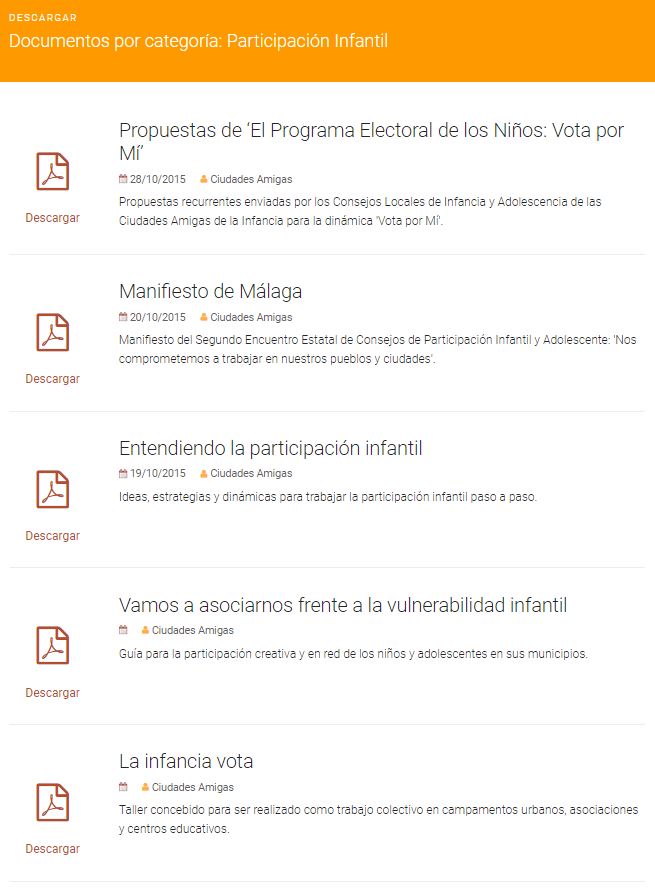 DESCARGAR
Documentos por categoría: Participación Infantil
Propuestas de ‘El Programa Electoral de los Niños: Vota por
Mí’
28/10/2015 Ciudades Amigas
Propuestas recurrentes enviadas por los Consejos Locales de Infancia y Adolescencia de las
Ciudades Amigas de la Infancia para la dinámica 'Vota por Mí'.
Descargar
Manifiesto de Málaga
20/10/2015 Ciudades Amigas
Manifiesto del Segundo Encuentro Estatal de Consejos de Participación Infantil y Adolescente: 'Nos
comprometemos a trabajar en nuestros pueblos y ciudades'.
Descargar
Entendiendo la participación infantil
19/10/2015 Ciudades Amigas
Ideas, estrategias y dinámicas para trabajar la participación infantil paso a paso.
Descargar
Vamos a asociarnos frente a la vulnerabilidad infantil
Ciudades Amigas
Guía para la participación creativa y en red de los niños y adolescentes en sus municipios.
Descargar
La infancia vota
Ciudades Amigas
Taller concebido para ser realizado como trabajo colectivo en campamentos urbanos, asociaciones
y centros educativos.
Descargar